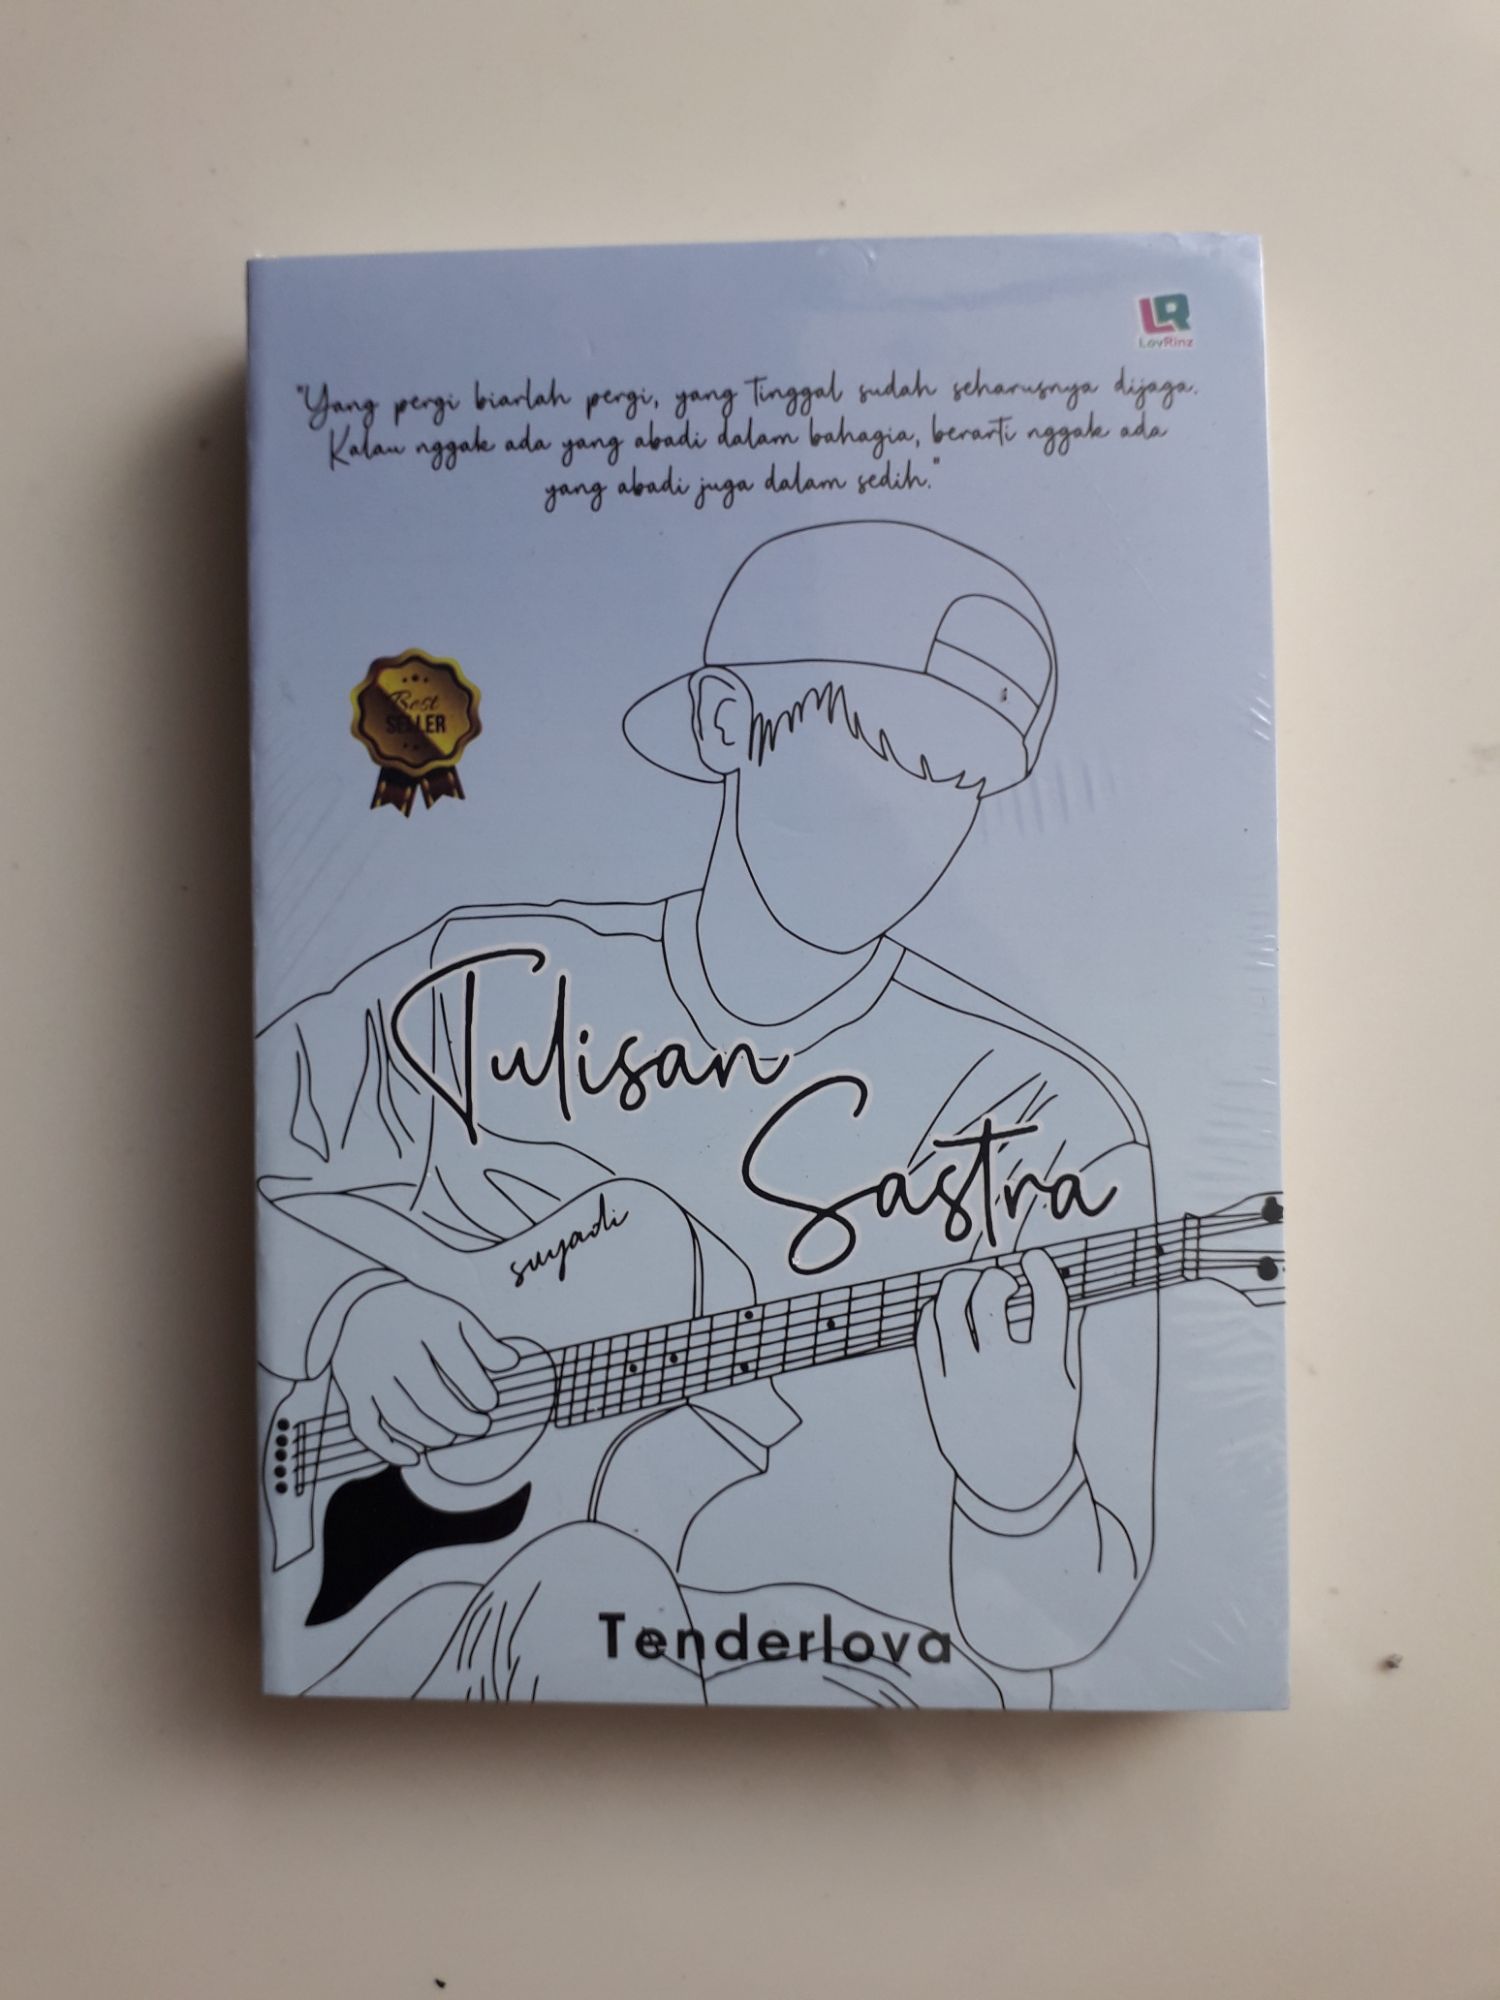 LR
LovRinz
"Yang pergi biarlah pergi, yang tinggal sudah seharusnya dijaga.
Kalau nggak ada yang abadi dalam bahagia, berarti nggak ada
yang abadi juga dalam sedih."
Best
SELLER
Tulisan
Sastra
suyadi
Tenderlova